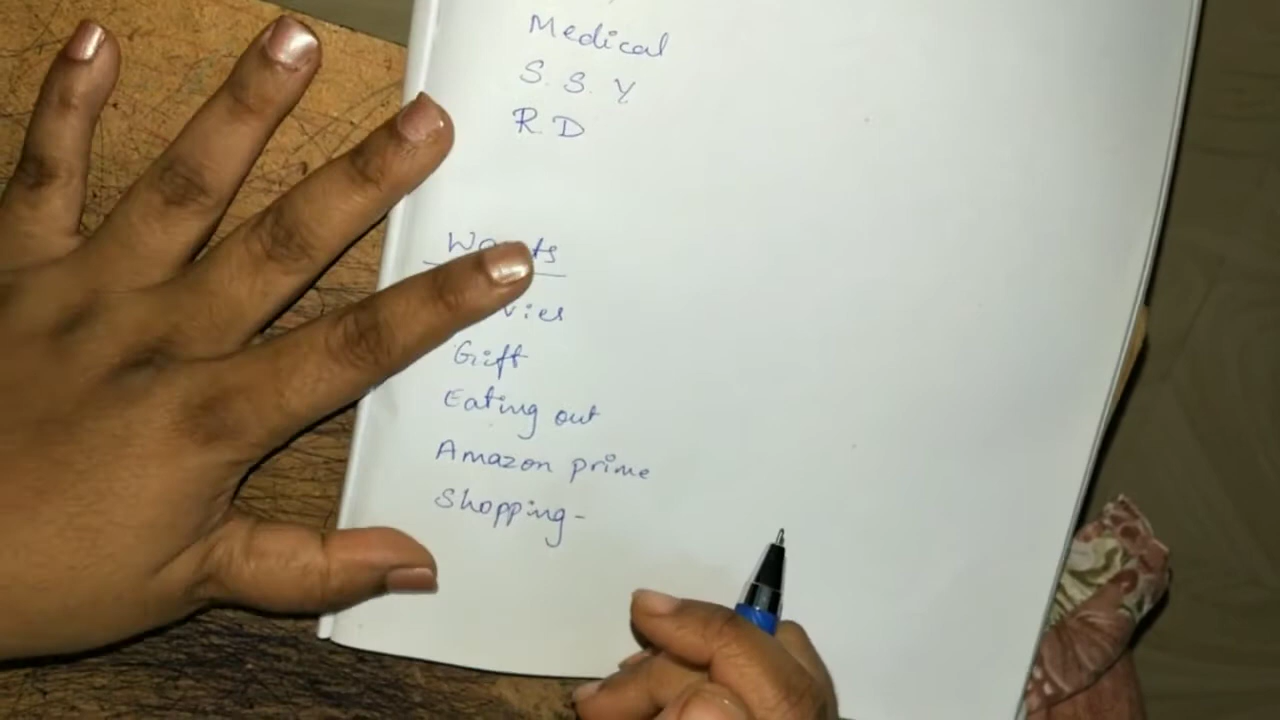 Medical
S. S. Y
R. D
Gift
Eating out
Amazon prime
Shopping-